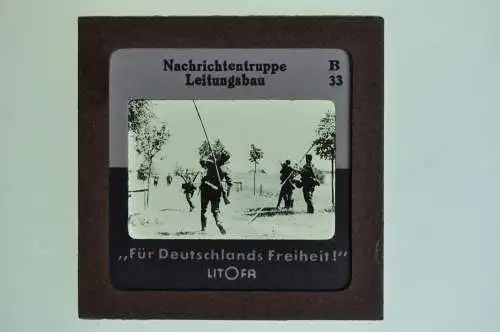 Nachrichtentruppe B
Leitungsbau 33
„Für Deutschlands Freiheit!"
LITOFA